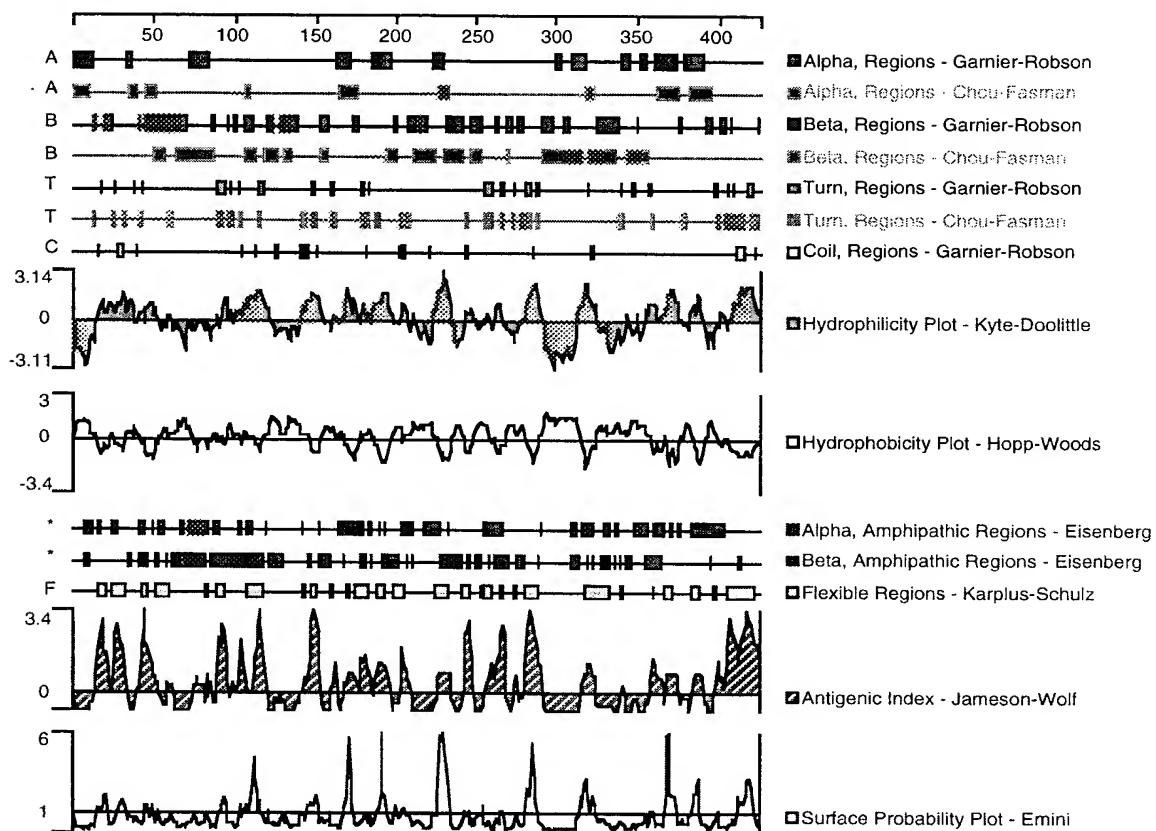 50 100 150 200 250 300 350 400
A Alpha, Regions - Garnier-Robson
A Alpha, Regions - Chou-Fasman
B Beta, Regions - Garnier-Robson
B Beta, Regions - Chou-Fasman
T Turn, Regions - Garnier-Robson
T Turn, Regions - Chou-Fasman
C Coil, Regions - Garnier-Robson
3.14
0 Hydrophilicity Plot - Kyte-Doolittle
-3.11
3
0 Hydrophobicity Plot - Hopp-Woods
-3.4
* Alpha, Amphipathic Regions - Eisenberg
* Beta, Amphipathic Regions - Eisenberg
F Flexible Regions - Karplus-Schulz
3.4
0 Antigenic Index - Jameson-Wolf
6
1 Surface Probability Plot - Emini